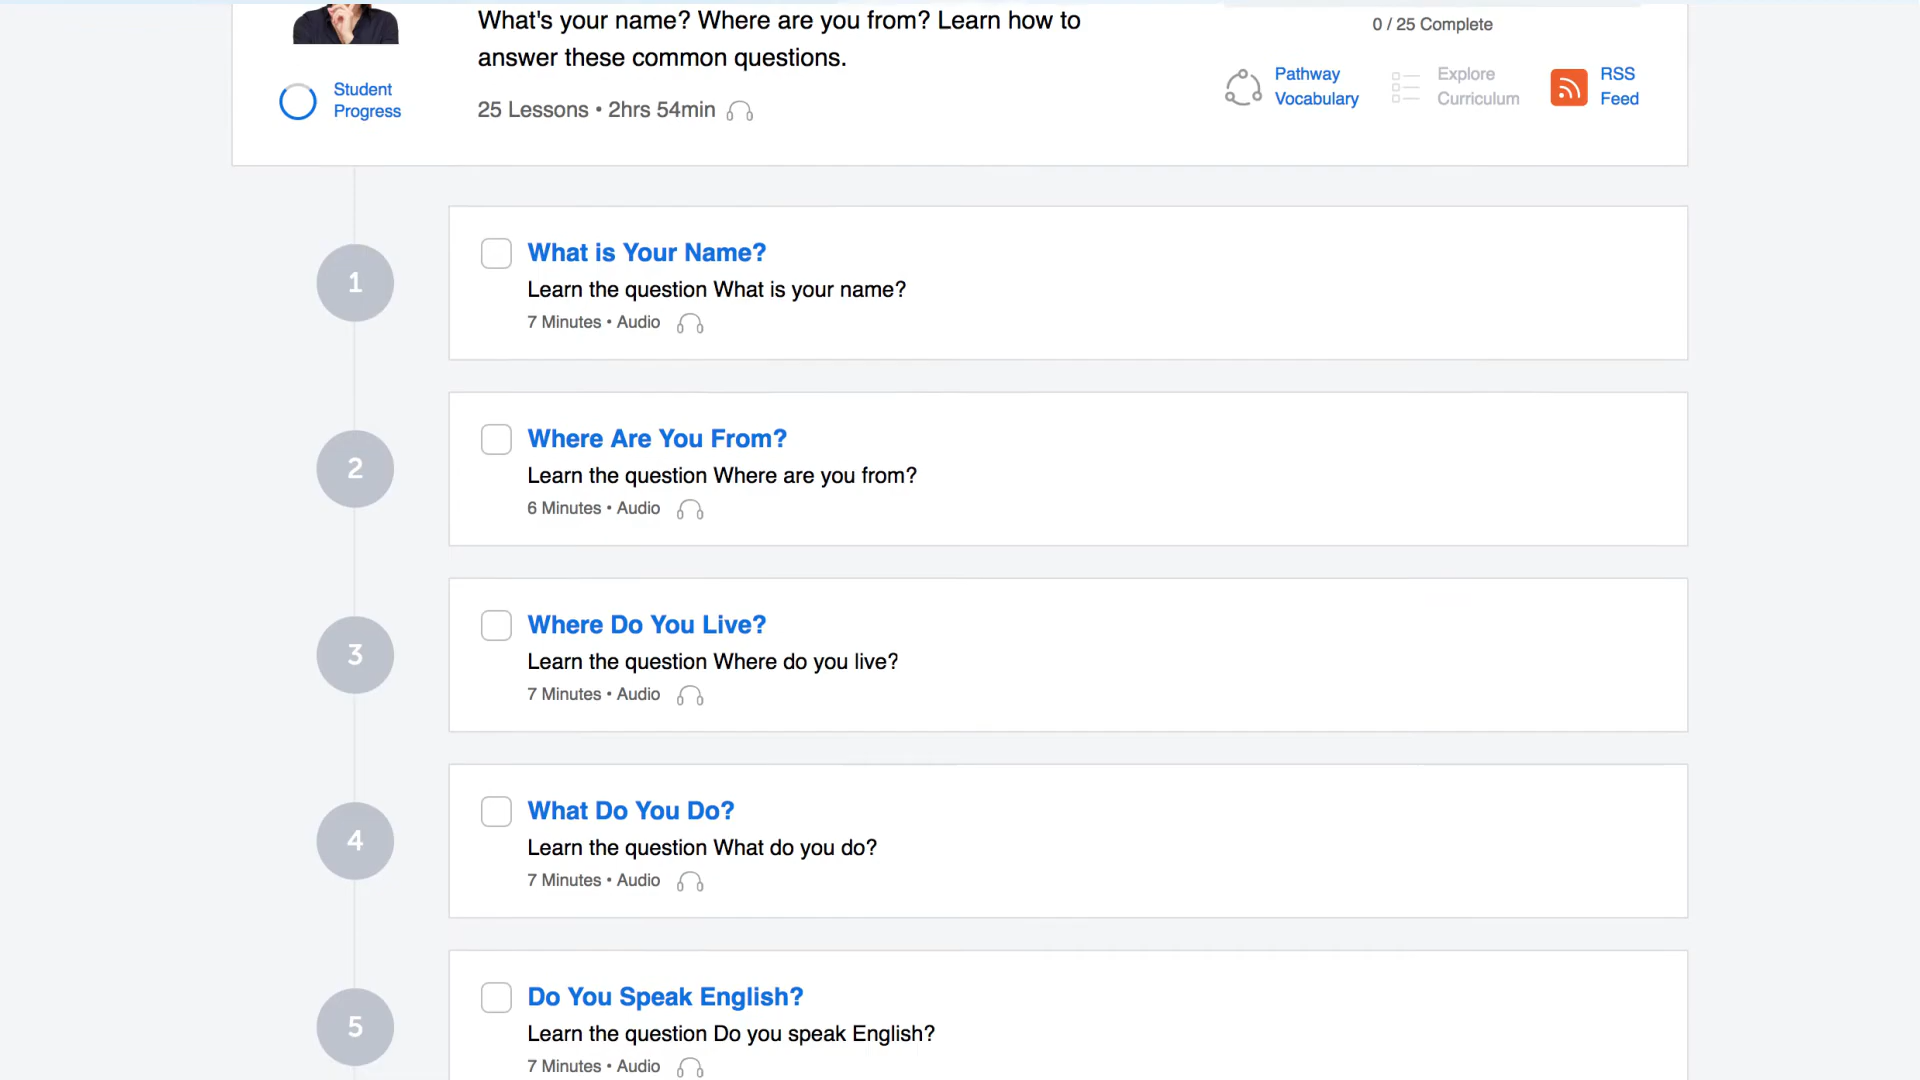 What's your name? Where are you from? Learn how to
answer these common questions.
0 / 25 Complete
Student
Progress
25 Lessons • 2hrs 54min
Pathway
Vocabulary
Explore
Curriculum
RSS
Feed
1
What is Your Name?
Learn the question What is your name?
7 Minutes • Audio
2
Where Are You From?
Learn the question Where are you from?
6 Minutes • Audio
3
Where Do You Live?
Learn the question Where do you live?
7 Minutes • Audio
4
What Do You Do?
Learn the question What do you do?
7 Minutes • Audio
5
Do You Speak English?
Learn the question Do you speak English?
7 Minutes • Audio